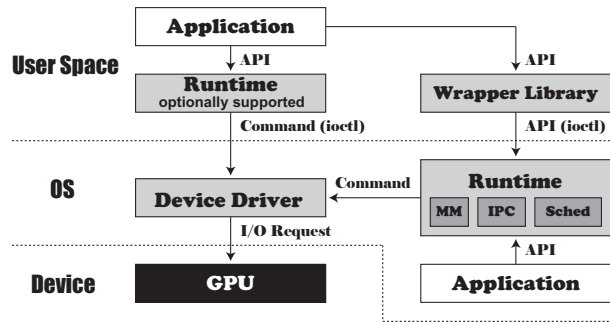 Application
User Space
API
API
Runtime
optionally supported
Wrapper Library
Command (ioctl)
API (ioctl)
OS
Device Driver
Command
Runtime
MM
IPC
Sched
I/O Request
API
Device
GPU
Application